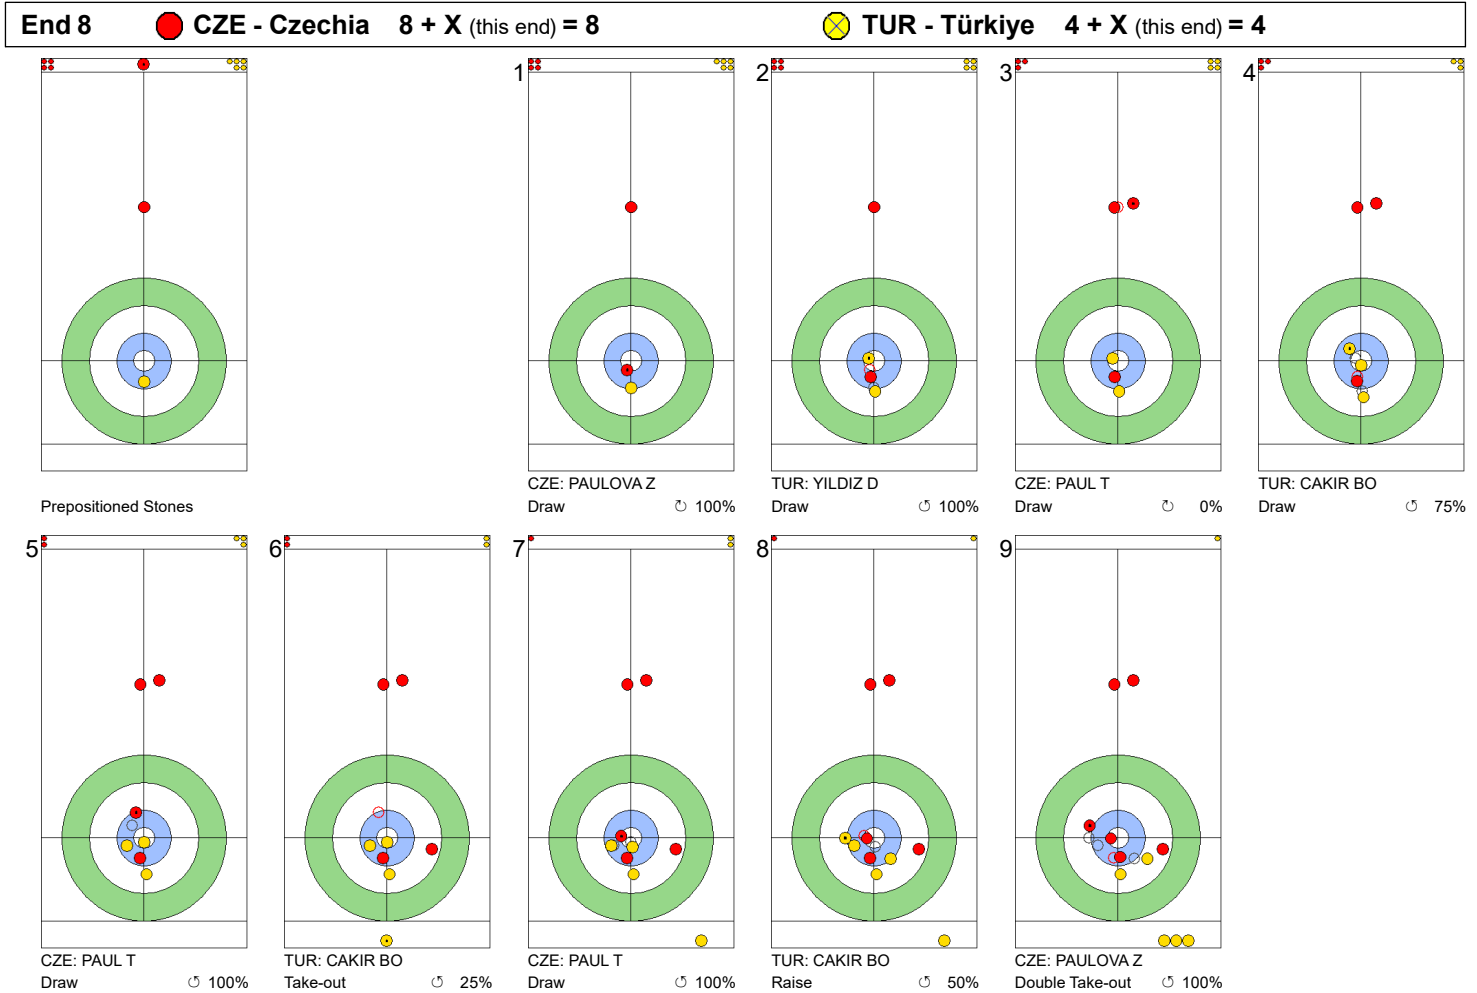 End 8 CZE - Czechia 8 + X (this end) = 8 TUR - Türkiye 4 + X (this end) = 4
1 2 3 4
CZE: PAULOVA Z TUR: YILDIZ D CZE: PAUL T TUR: CAKIR BO
Prepositioned Stones Draw ↻ 100% Draw ↺ 100% Draw ↻ 0% Draw ↺ 75%
5 6 7 8 9
CZE: PAUL T TUR: CAKIR BO CZE: PAUL T TUR: CAKIR BO CZE: PAULOVA Z
Draw ↺ 100% Take-out ↺ 25% Draw ↺ 100% Raise ↺ 50% Double Take-out ↺ 100%